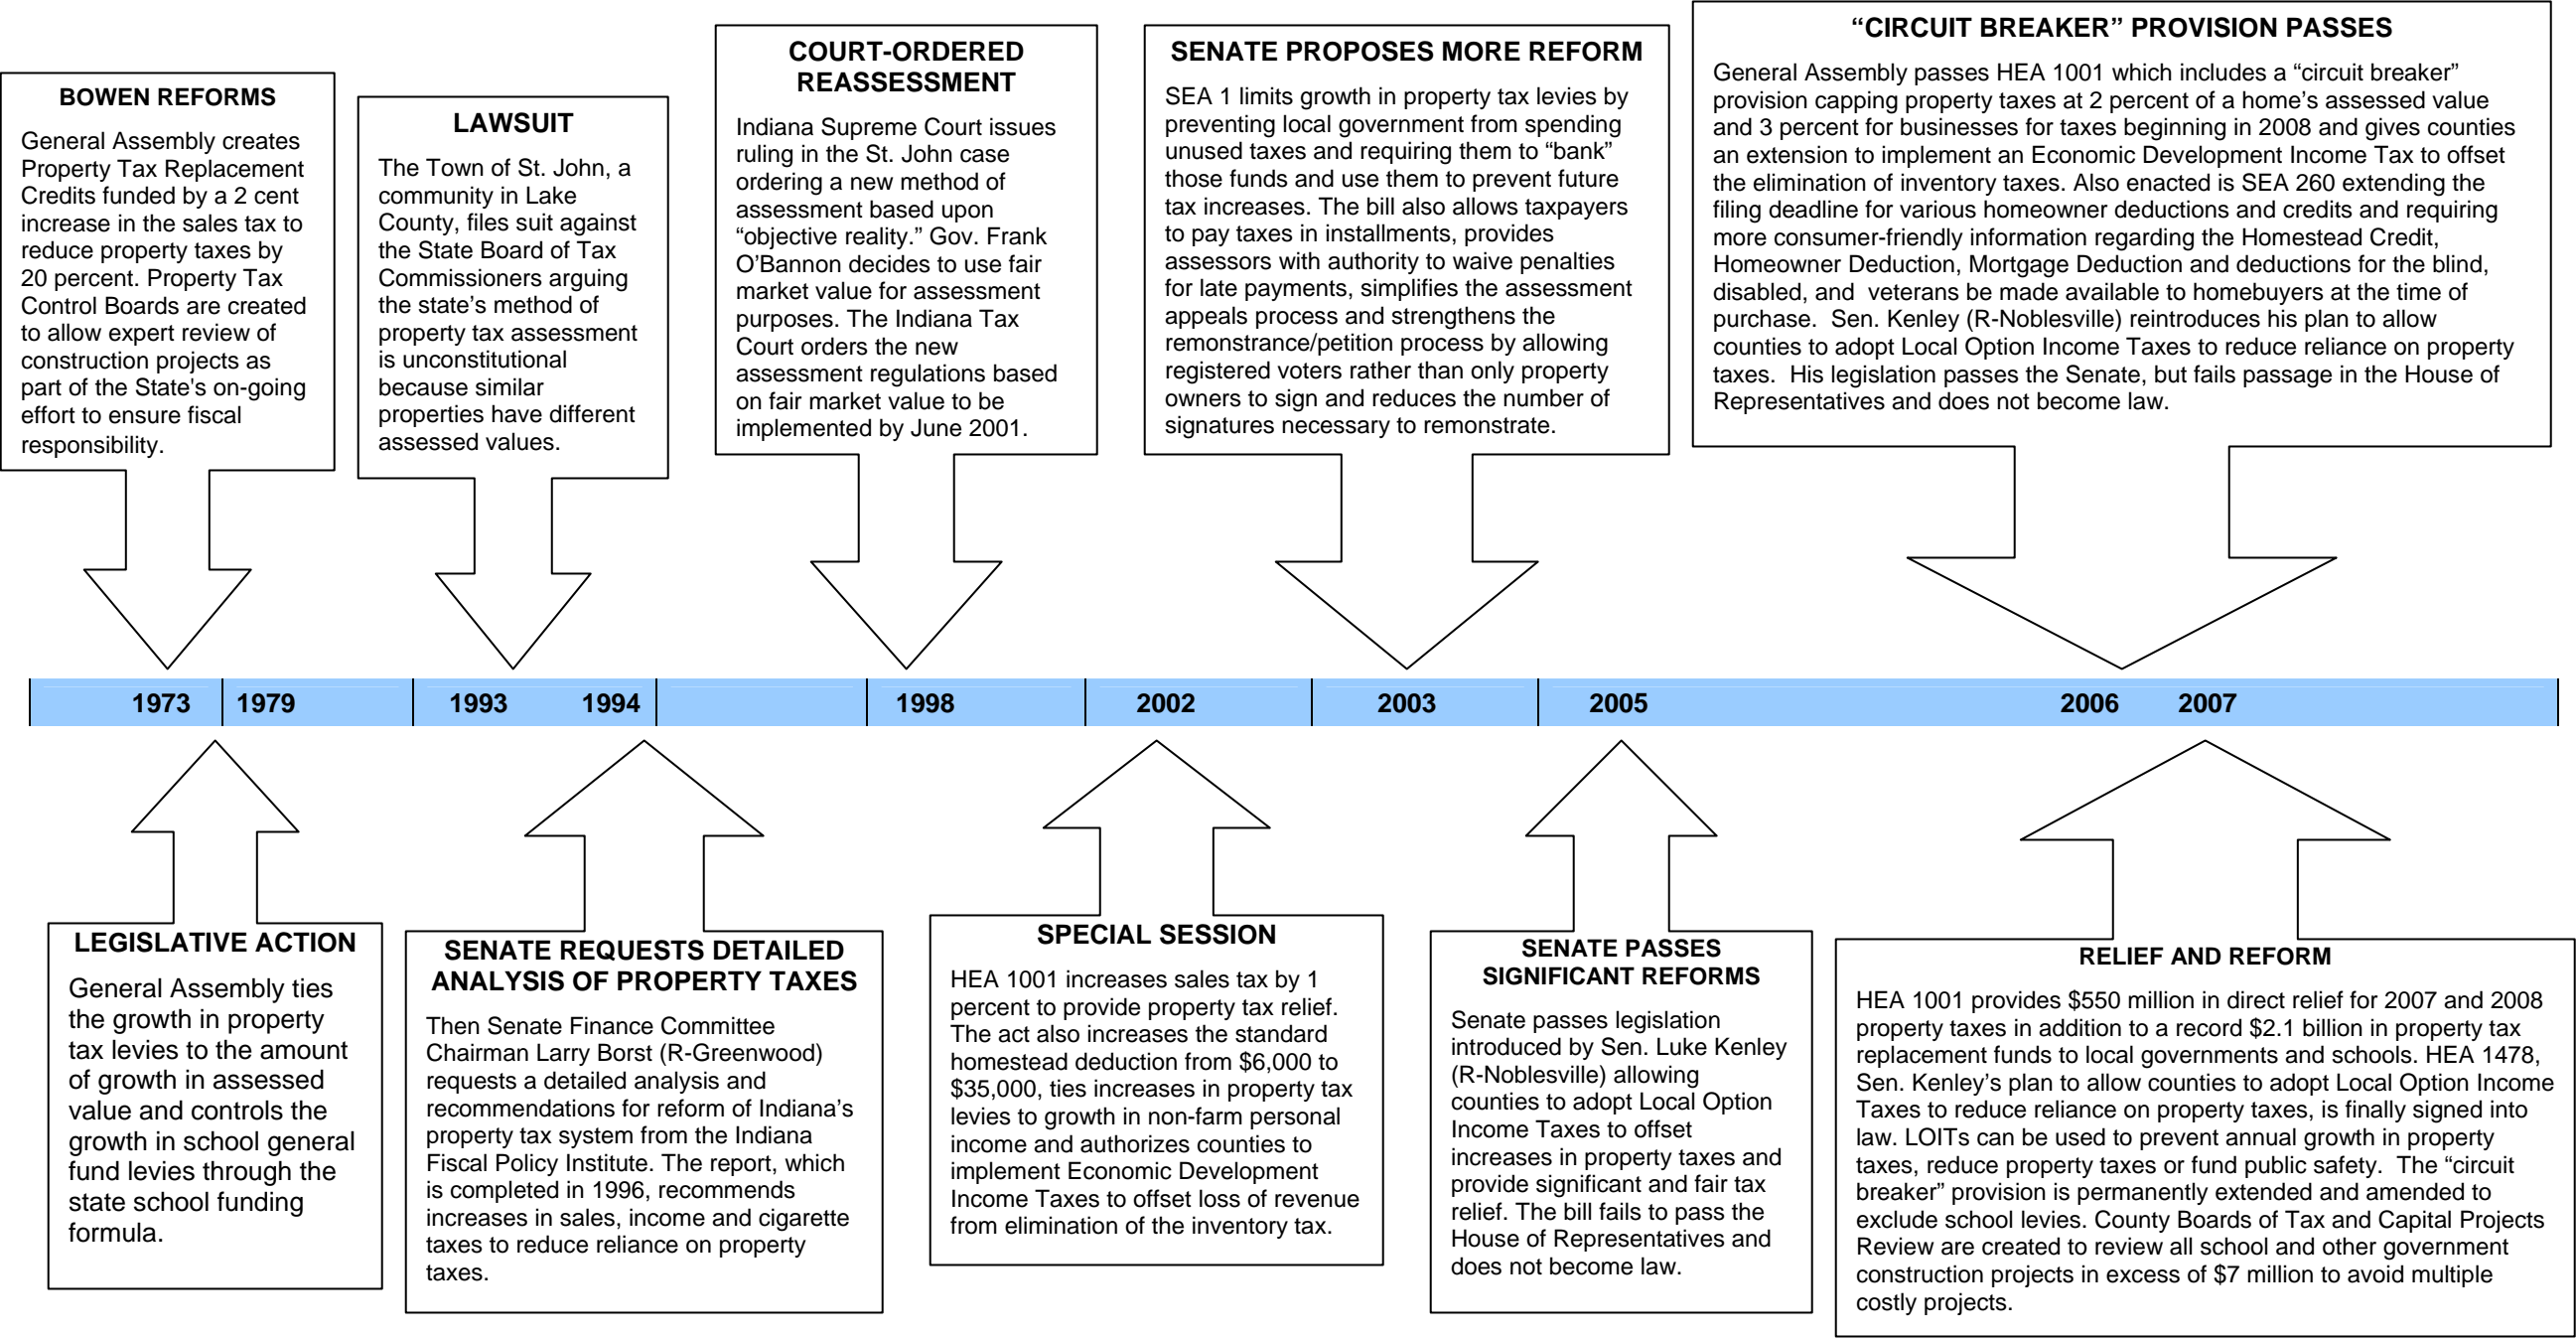 BOWEN REFORMS
General Assembly creates
Property Tax Replacement
Credits funded by a 2 cent
increase in the sales tax to
reduce property taxes by
20 percent. Property Tax
Control Boards are created
to allow expert review of
construction projects as
part of the State's on-going
effort to ensure fiscal
responsibility.
LAWSUIT
The Town of St. John, a
community in Lake
County, files suit against
the State Board of Tax
Commissioners arguing
the state’s method of
property tax assessment
is unconstitutional
because similar
properties have different
assessed values.
COURT-ORDERED
REASSESSMENT
Indiana Supreme Court issues
ruling in the St. John case
ordering a new method of
assessment based upon
“objective reality.” Gov. Frank
O’Bannon decides to use fair
market value for assessment
purposes. The Indiana Tax
Court orders the new
assessment regulations based
on fair market value to be
implemented by June 2001.
SENATE PROPOSES MORE REFORM
SEA 1 limits growth in property tax levies by
preventing local government from spending
unused taxes and requiring them to “bank”
those funds and use them to prevent future
tax increases. The bill also allows taxpayers
to pay taxes in installments, provides
assessors with authority to waive penalties
for late payments, simplifies the assessment
appeals process and strengthens the
remonstrance/petition process by allowing
registered voters rather than only property
owners to sign and reduces the number of
signatures necessary to remonstrate.
“CIRCUIT BREAKER” PROVISION PASSES
General Assembly passes HEA 1001 which includes a “circuit breaker”
provision capping property taxes at 2 percent of a home’s assessed value
and 3 percent for businesses for taxes beginning in 2008 and gives counties
an extension to implement an Economic Development Income Tax to offset
the elimination of inventory taxes. Also enacted is SEA 260 extending the
filing deadline for various homeowner deductions and credits and requiring
more consumer-friendly information regarding the Homestead Credit,
Homeowner Deduction, Mortgage Deduction and deductions for the blind,
disabled, and  veterans be made available to homebuyers at the time of
purchase.  Sen. Kenley (R-Noblesville) reintroduces his plan to allow
counties to adopt Local Option Income Taxes to reduce reliance on property
taxes.  His legislation passes the Senate, but fails passage in the House of
Representatives and does not become law.
1973 1979 1993 1994 1998 2002 2003 2005 2006 2007
LEGISLATIVE ACTION
General Assembly ties
the growth in property
tax levies to the amount
of growth in assessed
value and controls the
growth in school general
fund levies through the
state school funding
formula.
SENATE REQUESTS DETAILED
ANALYSIS OF PROPERTY TAXES
Then Senate Finance Committee
Chairman Larry Borst (R-Greenwood)
requests a detailed analysis and
recommendations for reform of Indiana’s
property tax system from the Indiana
Fiscal Policy Institute. The report, which
is completed in 1996, recommends
increases in sales, income and cigarette
taxes to reduce reliance on property
taxes.
SPECIAL SESSION
HEA 1001 increases sales tax by 1
percent to provide property tax relief.
The act also increases the standard
homestead deduction from $6,000 to
$35,000, ties increases in property tax
levies to growth in non-farm personal
income and authorizes counties to
implement Economic Development
Income Taxes to offset loss of revenue
from elimination of the inventory tax.
SENATE PASSES
SIGNIFICANT REFORMS
Senate passes legislation
introduced by Sen. Luke Kenley
(R-Noblesville) allowing
counties to adopt Local Option
Income Taxes to offset
increases in property taxes and
provide significant and fair tax
relief. The bill fails to pass the
House of Representatives and
does not become law.
RELIEF AND REFORM
HEA 1001 provides $550 million in direct relief for 2007 and 2008
property taxes in addition to a record $2.1 billion in property tax
replacement funds to local governments and schools. HEA 1478,
Sen. Kenley’s plan to allow counties to adopt Local Option Income
Taxes to reduce reliance on property taxes, is finally signed into
law. LOITs can be used to prevent annual growth in property
taxes, reduce property taxes or fund public safety.  The “circuit
breaker” provision is permanently extended and amended to
exclude school levies. County Boards of Tax and Capital Projects
Review are created to review all school and other government
construction projects in excess of $7 million to avoid multiple
costly projects.